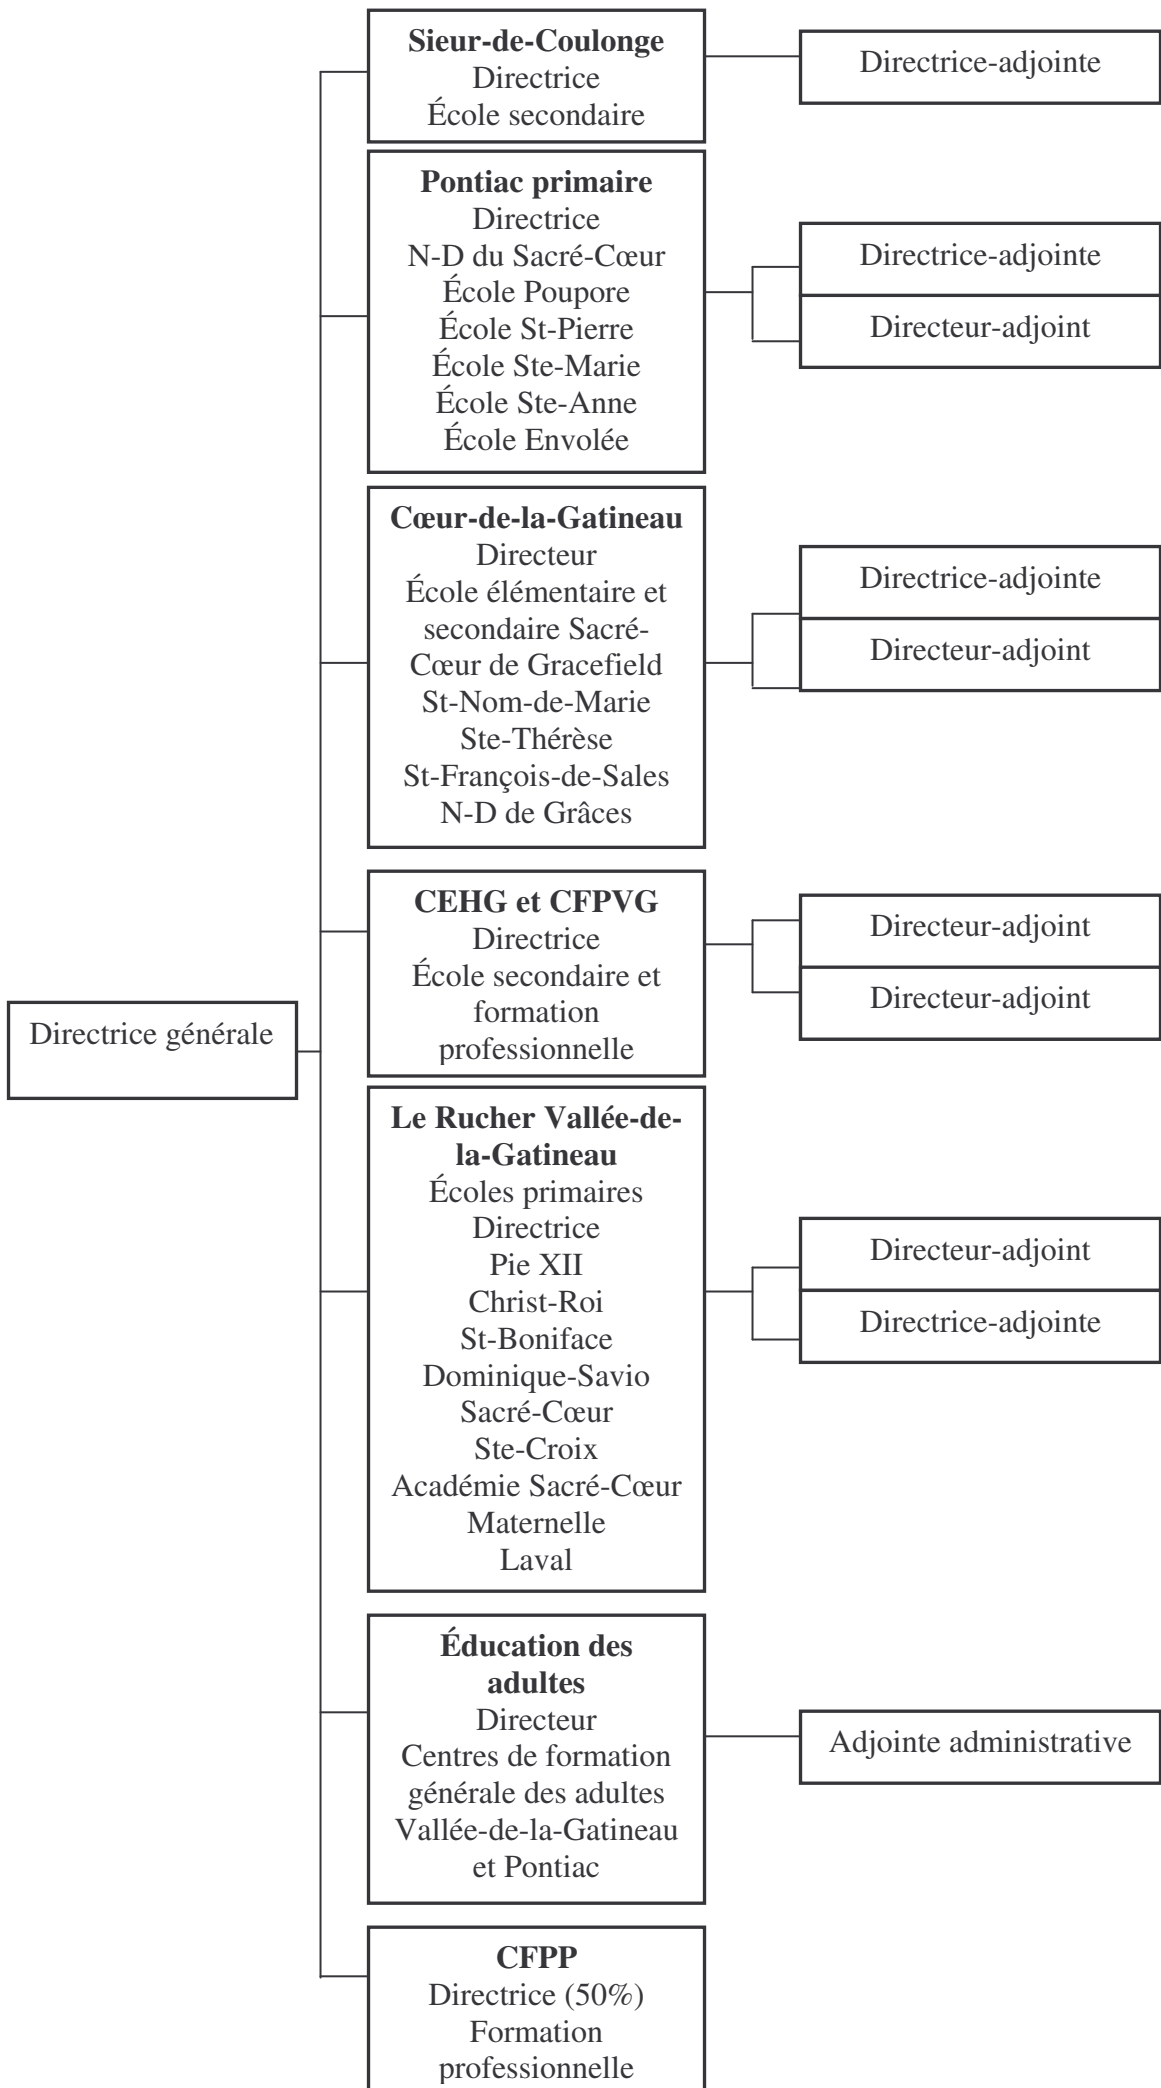 Sieur-de-Coulonge
Directrice
École secondaire
Directrice-adjointe
Pontiac primaire
Directrice
N-D du Sacré-Cœur
École Poupore
École St-Pierre
École Ste-Marie
École Ste-Anne
École Envolée
Directrice-adjointe
Directeur-adjoint
Cœur-de-la-Gatineau
Directeur
École élémentaire et
secondaire Sacré-
Cœur de Gracefield
St-Nom-de-Marie
Ste-Thérèse
St-François-de-Sales
N-D de Grâces
Directrice-adjointe
Directeur-adjoint
CEHG et CFPVG
Directrice
École secondaire et
formation
professionnelle
Directeur-adjoint
Directeur-adjoint
Directrice générale
Le Rucher Vallée-de-
la-Gatineau
Écoles primaires
Directrice
Pie XII
Christ-Roi
St-Boniface
Dominique-Savio
Sacré-Cœur
Ste-Croix
Académie Sacré-Cœur
Maternelle
Laval
Directeur-adjoint
Directrice-adjointe
Éducation des
adultes
Directeur
Centres de formation
générale des adultes
Vallée-de-la-Gatineau
et Pontiac
Adjointe administrative
CFPP
Directrice (50%)
Formation
professionnelle